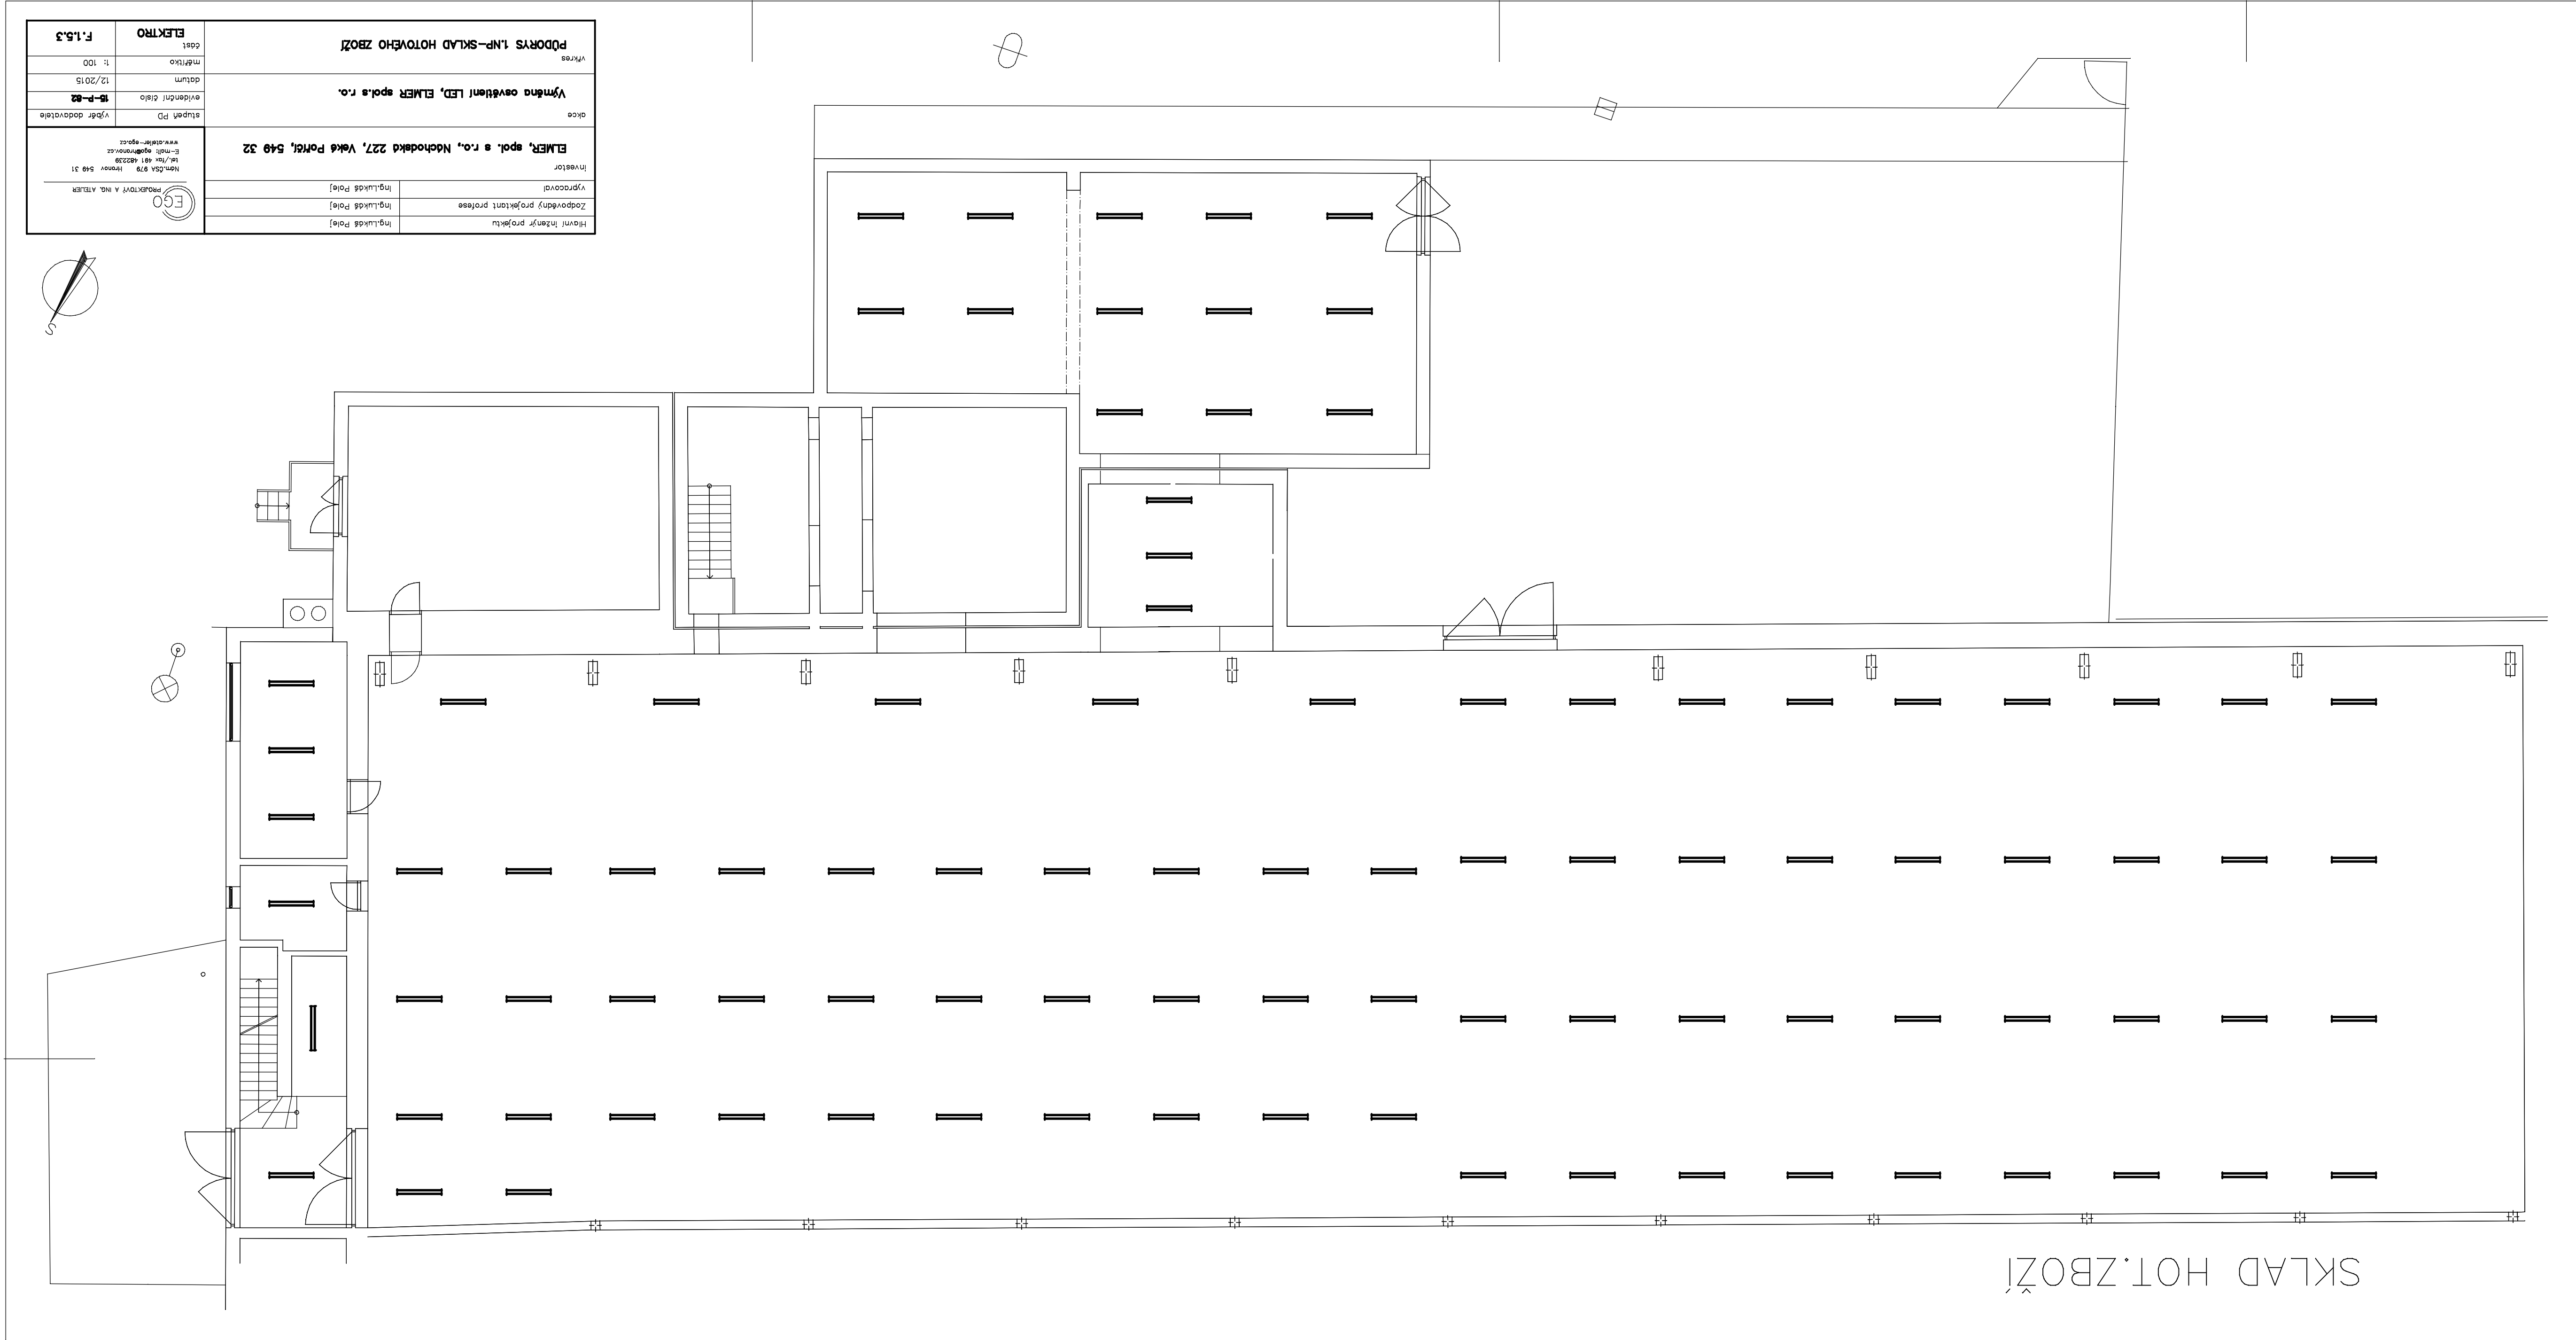 SKLAD HOT.ZBOŽÍ
S
Hlavní inženýr projektu Ing.Lukáš Polej
Zodpovědný projektant profese Ing.Lukáš Polej
vypracoval Ing.Lukáš Polej
investor
ELMER, spol. s r.o., Náchodská 227, Veké Poříčí, 549 32
akce
Výměna osvětlení LED, ELMER spol.s r.o.
výkres
PŮDORYS 1.NP-SKLAD HOTOVÉHO ZBOŽÍ
EGO
PROJEKTOVÝ A ING. ATELIER
Nám.ČSA 979 Hronov 549 31
tel./fax 491 482239
E-mail: ego@hronov.cz
www.atelier-ego.cz
stupeň PD výběr dodavatele
evidenční číslo 15-P-82
datum 12/2015
měřítko 1: 100
část
ELEKTRO F.1.5.3